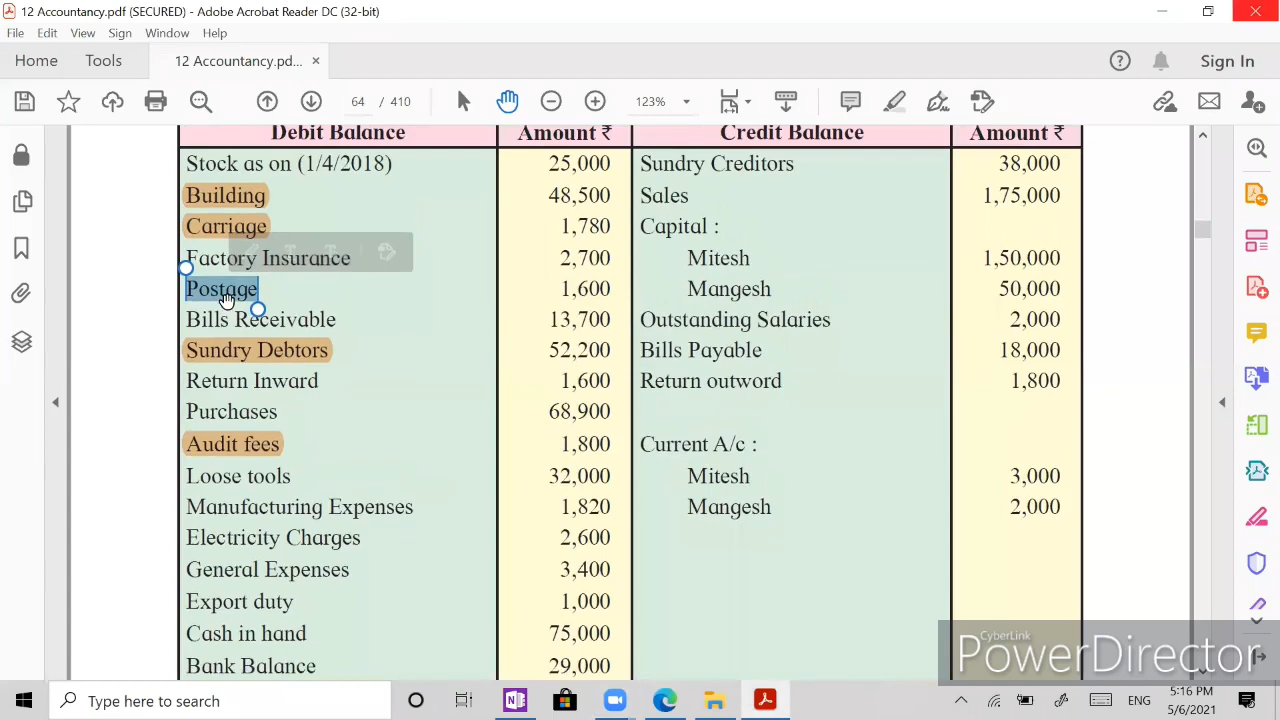 12 Accountancy.pdf (SECURED) - Adobe Acrobat Reader DC (32-bit)
File Edit View Sign Window Help
Home Tools 12 Accountancy.pd... × Sign In
64 / 410 123%
Debit Balance Amount ₹ Credit Balance Amount ₹
Stock as on (1/4/2018) 25,000 Sundry Creditors 38,000
Building 48,500 Sales 1,75,000
Carriage 1,780 Capital :
Factory Insurance 2,700 Mitesh 1,50,000
Postage 1,600 Mangesh 50,000
Bills Receivable 13,700 Outstanding Salaries 2,000
Sundry Debtors 52,200 Bills Payable 18,000
Return Inward 1,600 Return outword 1,800
Purchases 68,900
Audit fees 1,800 Current A/c :
Loose tools 32,000 Mitesh 3,000
Manufacturing Expenses 1,820 Mangesh 2,000
Electricity Charges 2,600
General Expenses 3,400
Export duty 1,000
Cash in hand 75,000
Bank Balance 29,000
CyberLink
PowerDirector
Type here to search ENG 5:16 PM
5/6/2021